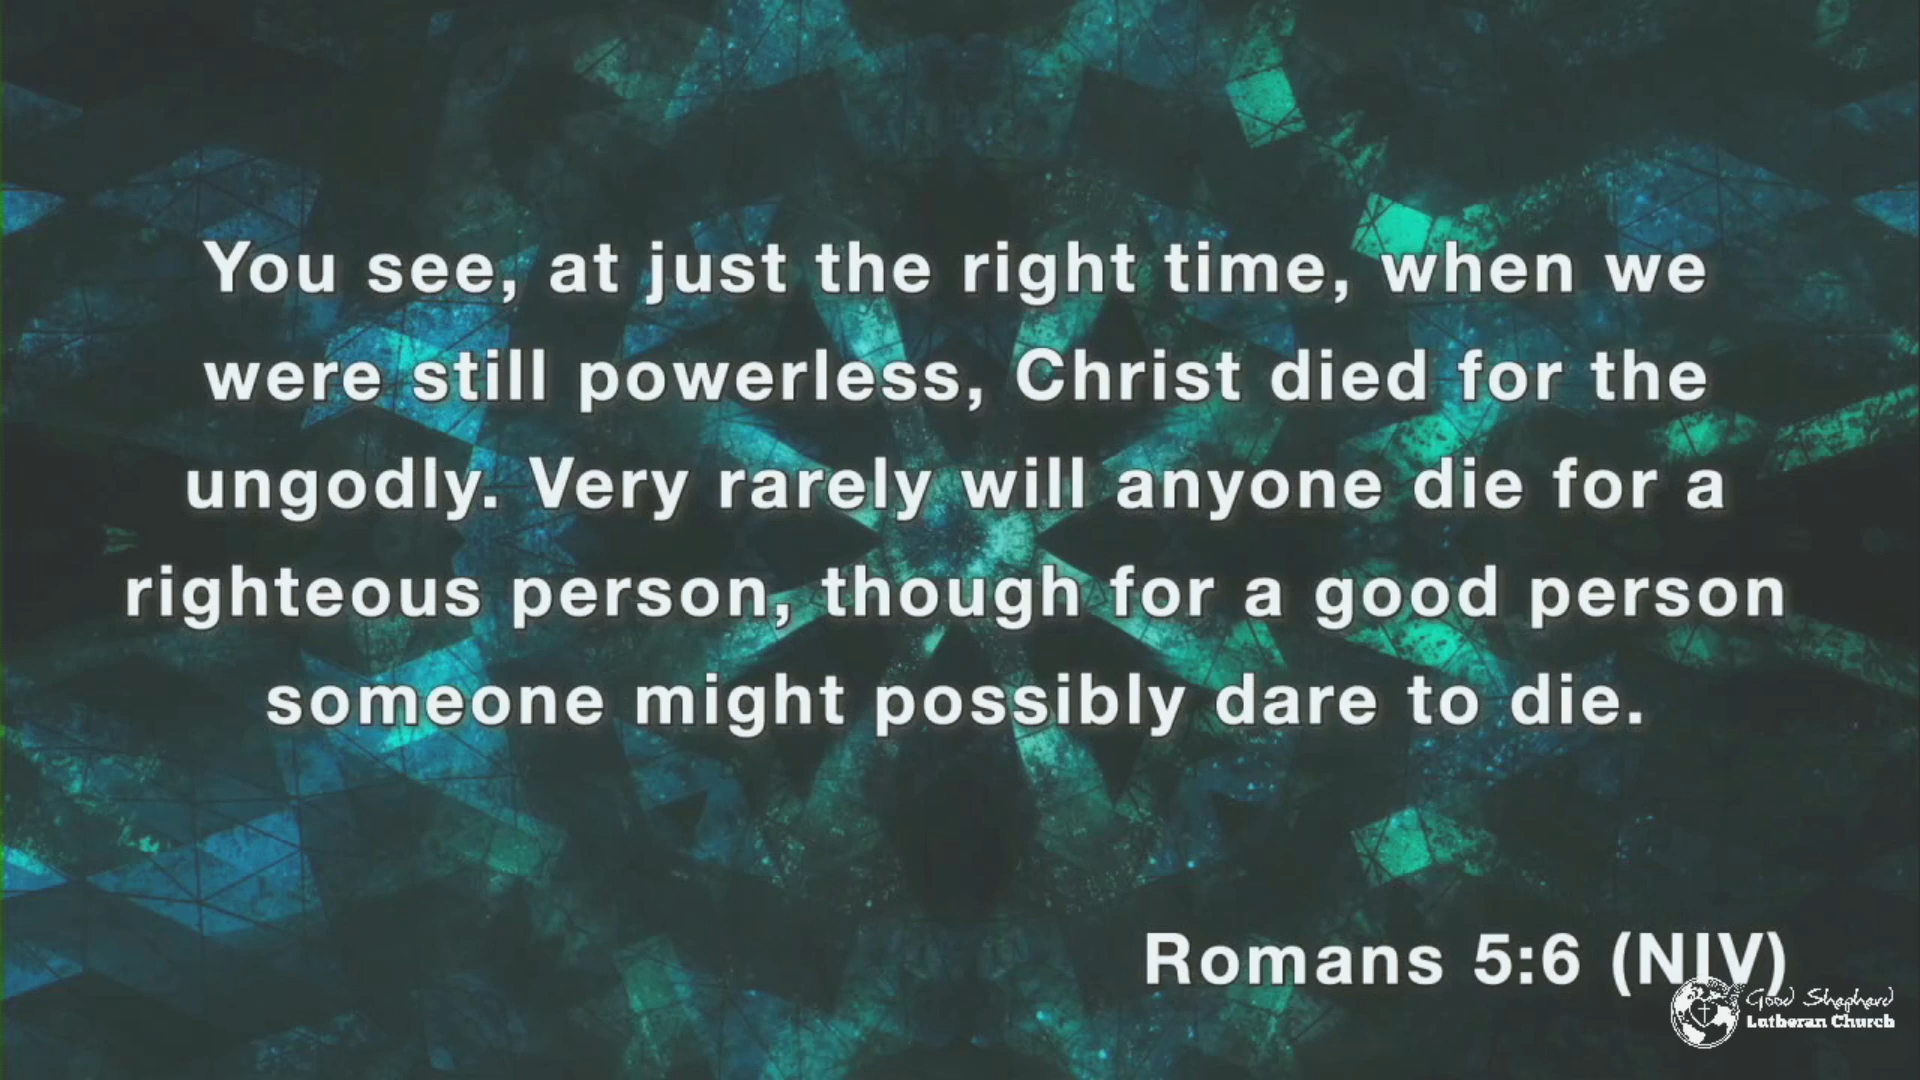 You see, at just the right time, when we
were still powerless, Christ died for the
ungodly. Very rarely will anyone die for a
righteous person, though for a good person
someone might possibly dare to die.
Romans 5:6 (NIV)
Good Shepherd
Lutheran Church